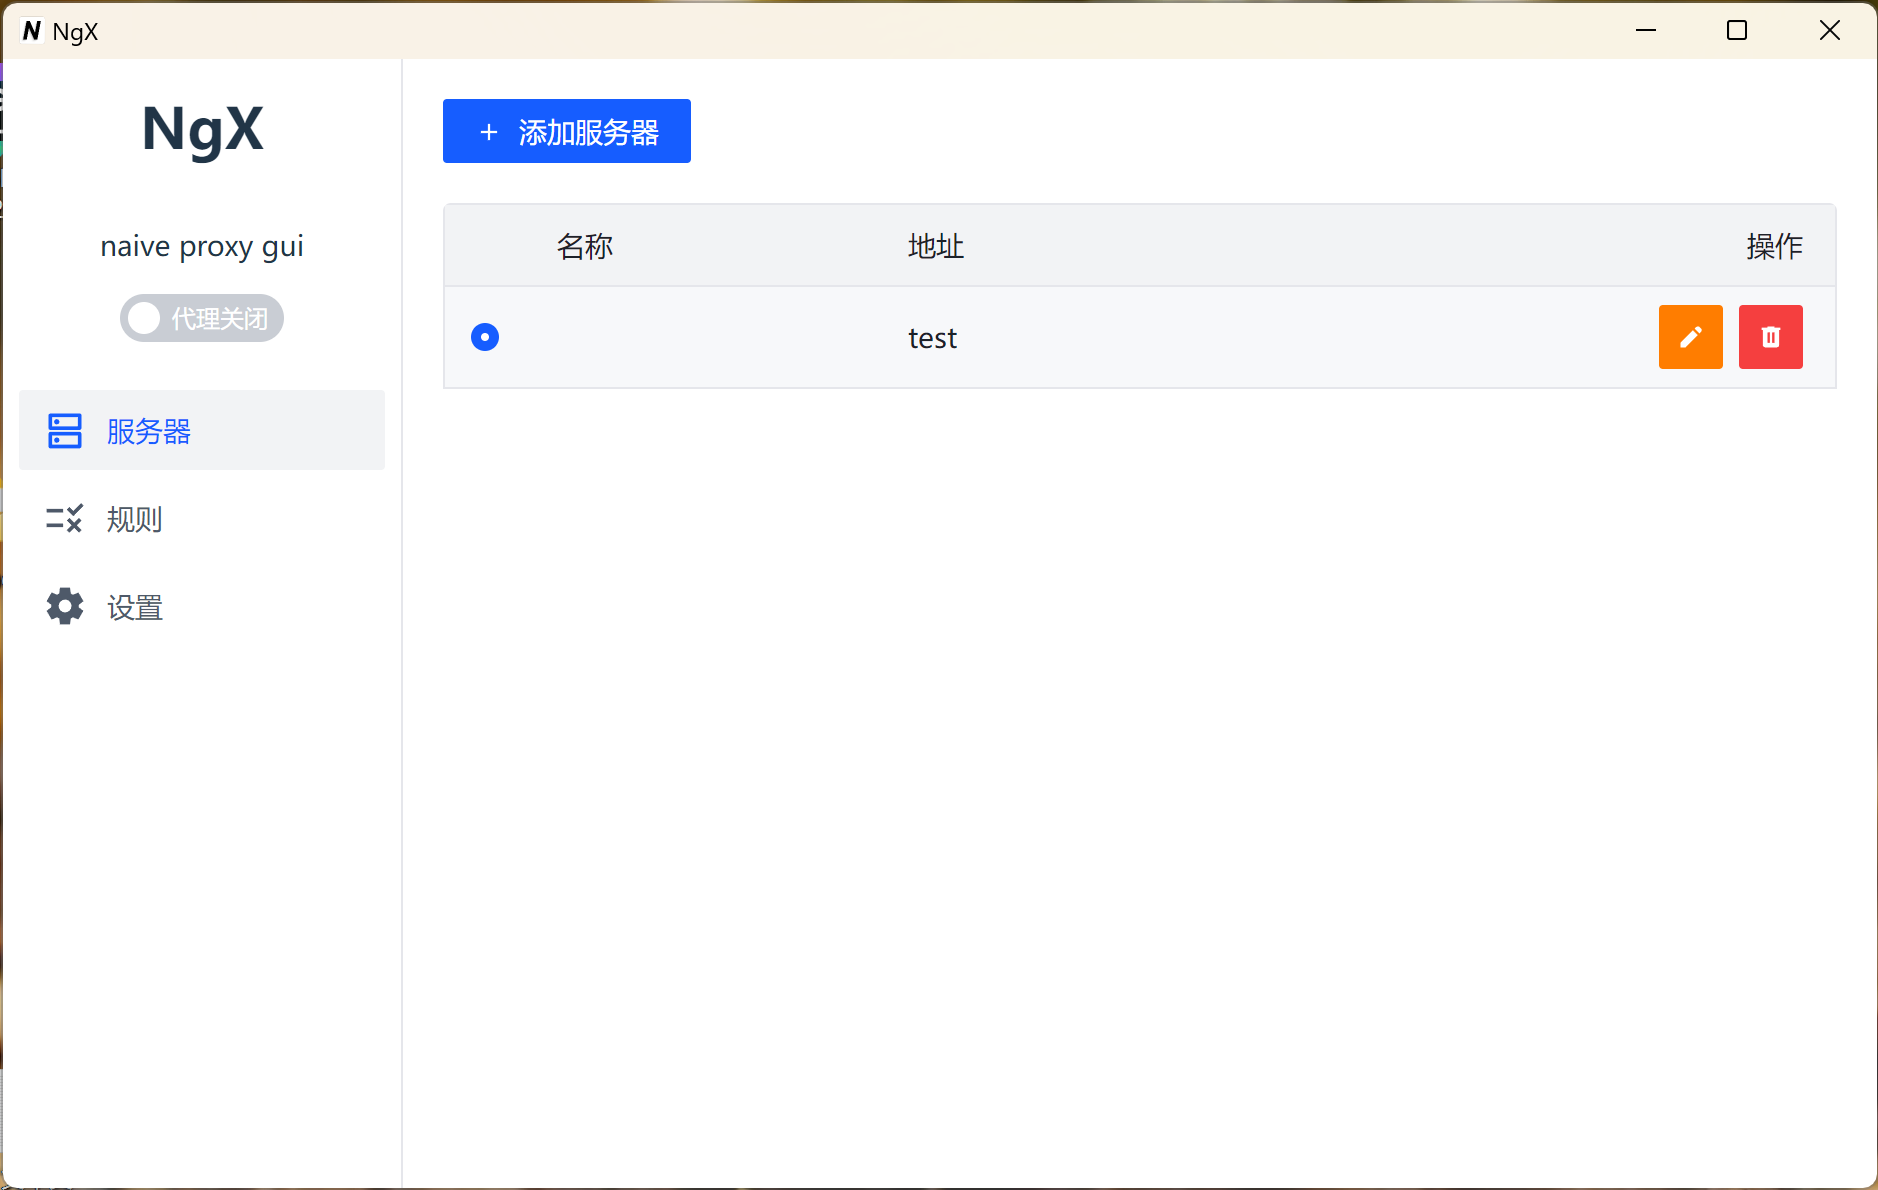 NgX
NgX
naive proxy gui
代理关闭
服务器
规则
设置
+ 添加服务器
名称 地址 操作
test